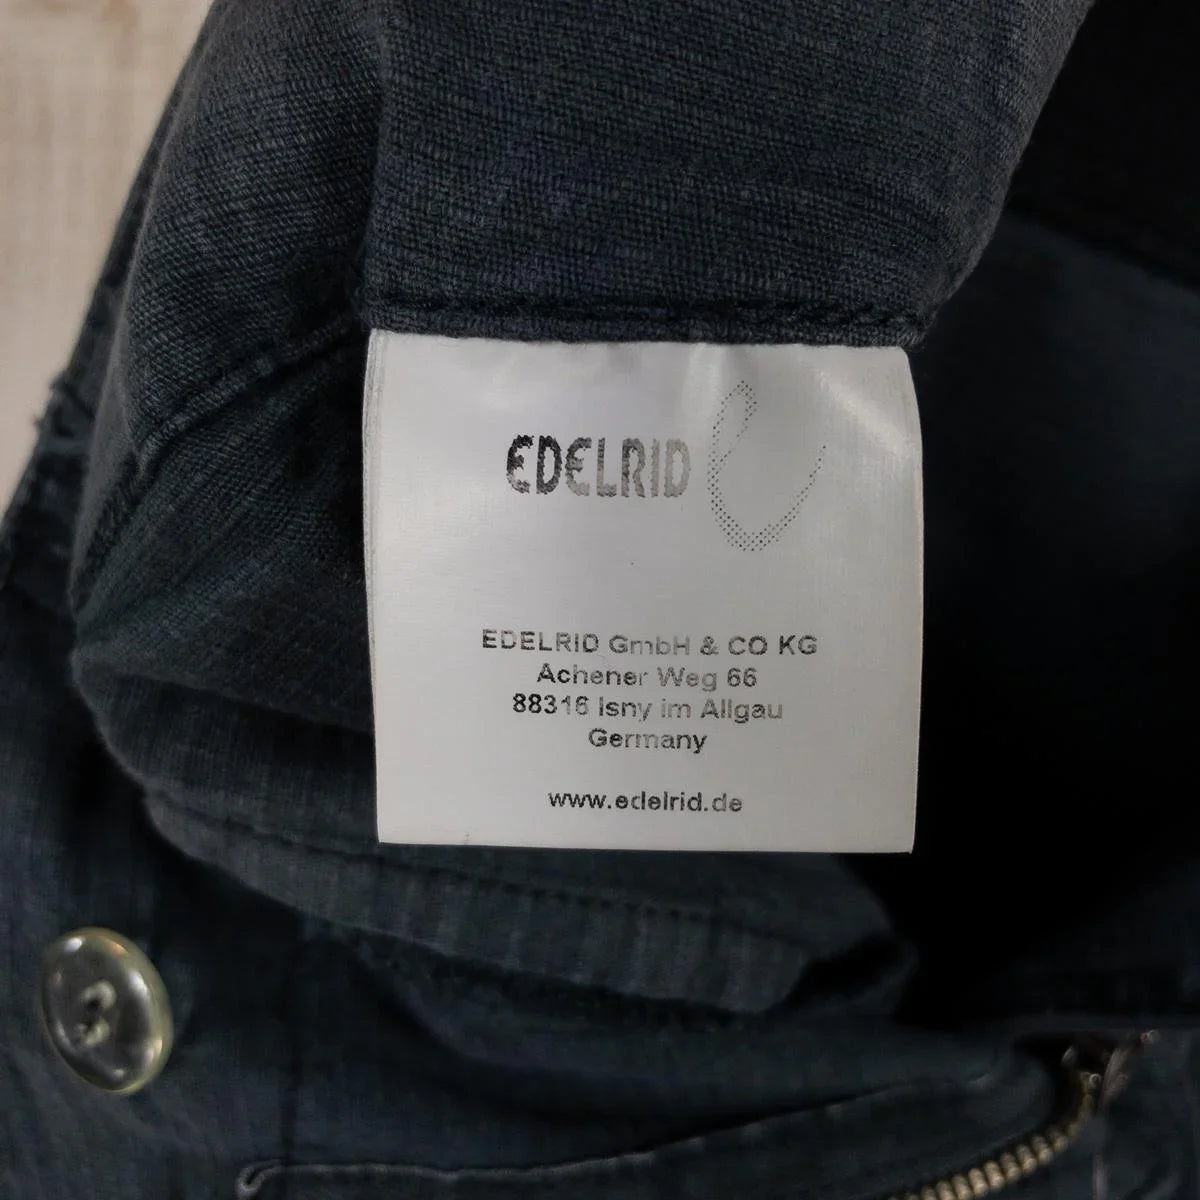 EDELRID
EDELRID GmbH & CO KG
Achener Weg 66
88316 Isny im Allgau
Germany
www.edelrid.de